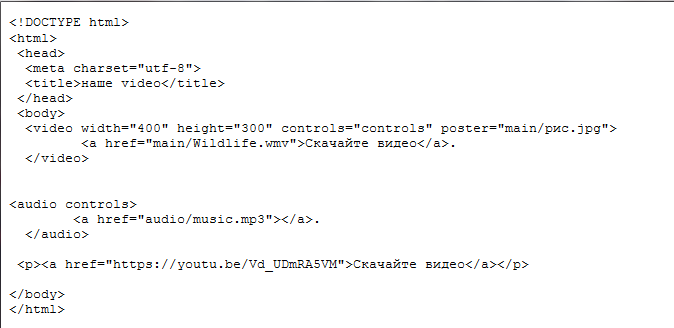 <!DOCTYPE html>
<html>
<head>
<meta charset="utf-8">
<title>наше video</title>
</head>
<body>
<video width="400" height="300" controls="controls" poster="main/рис.jpg">
<a href="main/Wildlife.wmv">Скачайте видео</a>.
</video>
<audio controls>
<a href="audio/music.mp3"></a>.
</audio>
<p><a href="https://youtu.be/Vd_UDmRA5VM">Скачайте видео</a></p>
</body>
</html>